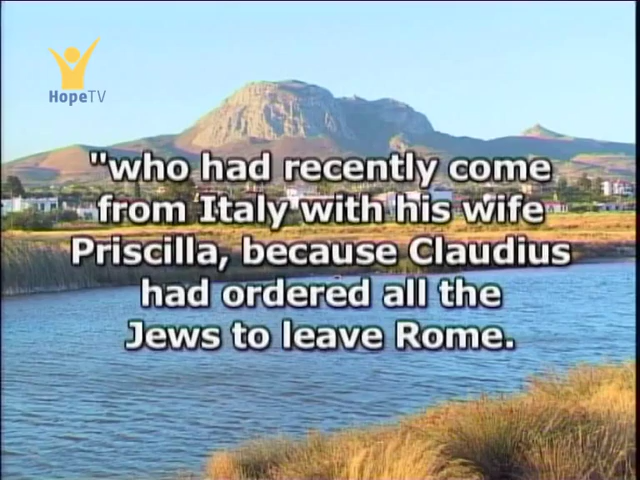 HopeTV
"who had recently come
from Italy with his wife
Priscilla, because Claudius
had ordered all the
Jews to leave Rome.